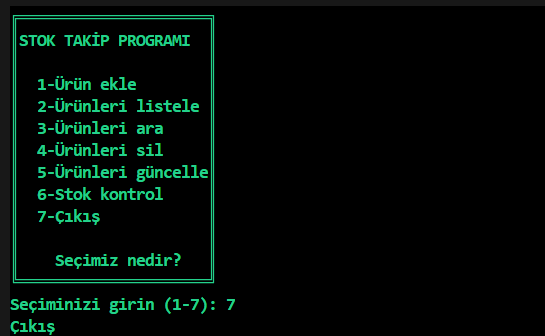 STOK TAKİP PROGRAMI
1-Ürün ekle
2-Ürünleri listele
3-Ürünleri ara
4-Ürünleri sil
5-Ürünleri güncelle
6-Stok kontrol
7-Çıkış
Seçimiz nedir?
Seçiminizi girin (1-7): 7
Çıkış